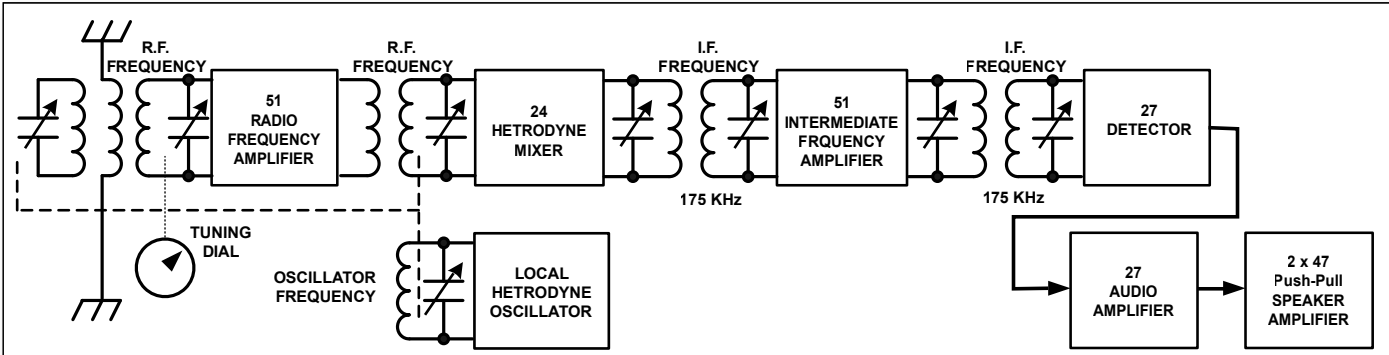 R.F.
FREQUENCY
51
RADIO
FREQUENCY
AMPLIFIER
R.F.
FREQUENCY
24
HETRODYNE
MIXER
I.F.
FREQUENCY
175 KHz
51
INTERMEDIATE
FRQUENCY
AMPLIFIER
I.F.
FREQUENCY
175 KHz
27
DETECTOR
TUNING
DIAL
OSCILLATOR
FREQUENCY
LOCAL
HETRODYNE
OSCILLATOR
27
AUDIO
AMPLIFIER
2 x 47
Push-Pull
SPEAKER
AMPLIFIER